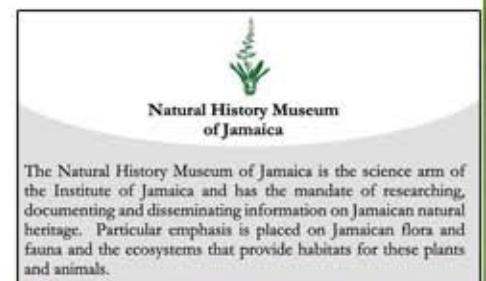 Natural History Museum
of Jamaica
The Natural History Museum of Jamaica is the science arm of
the Institute of Jamaica and has the mandate of researching,
documenting and disseminating information on Jamaican natural
heritage. Particular emphasis is placed on Jamaican flora and
fauna and the ecosystems that provide habitats for these plants
and animals.